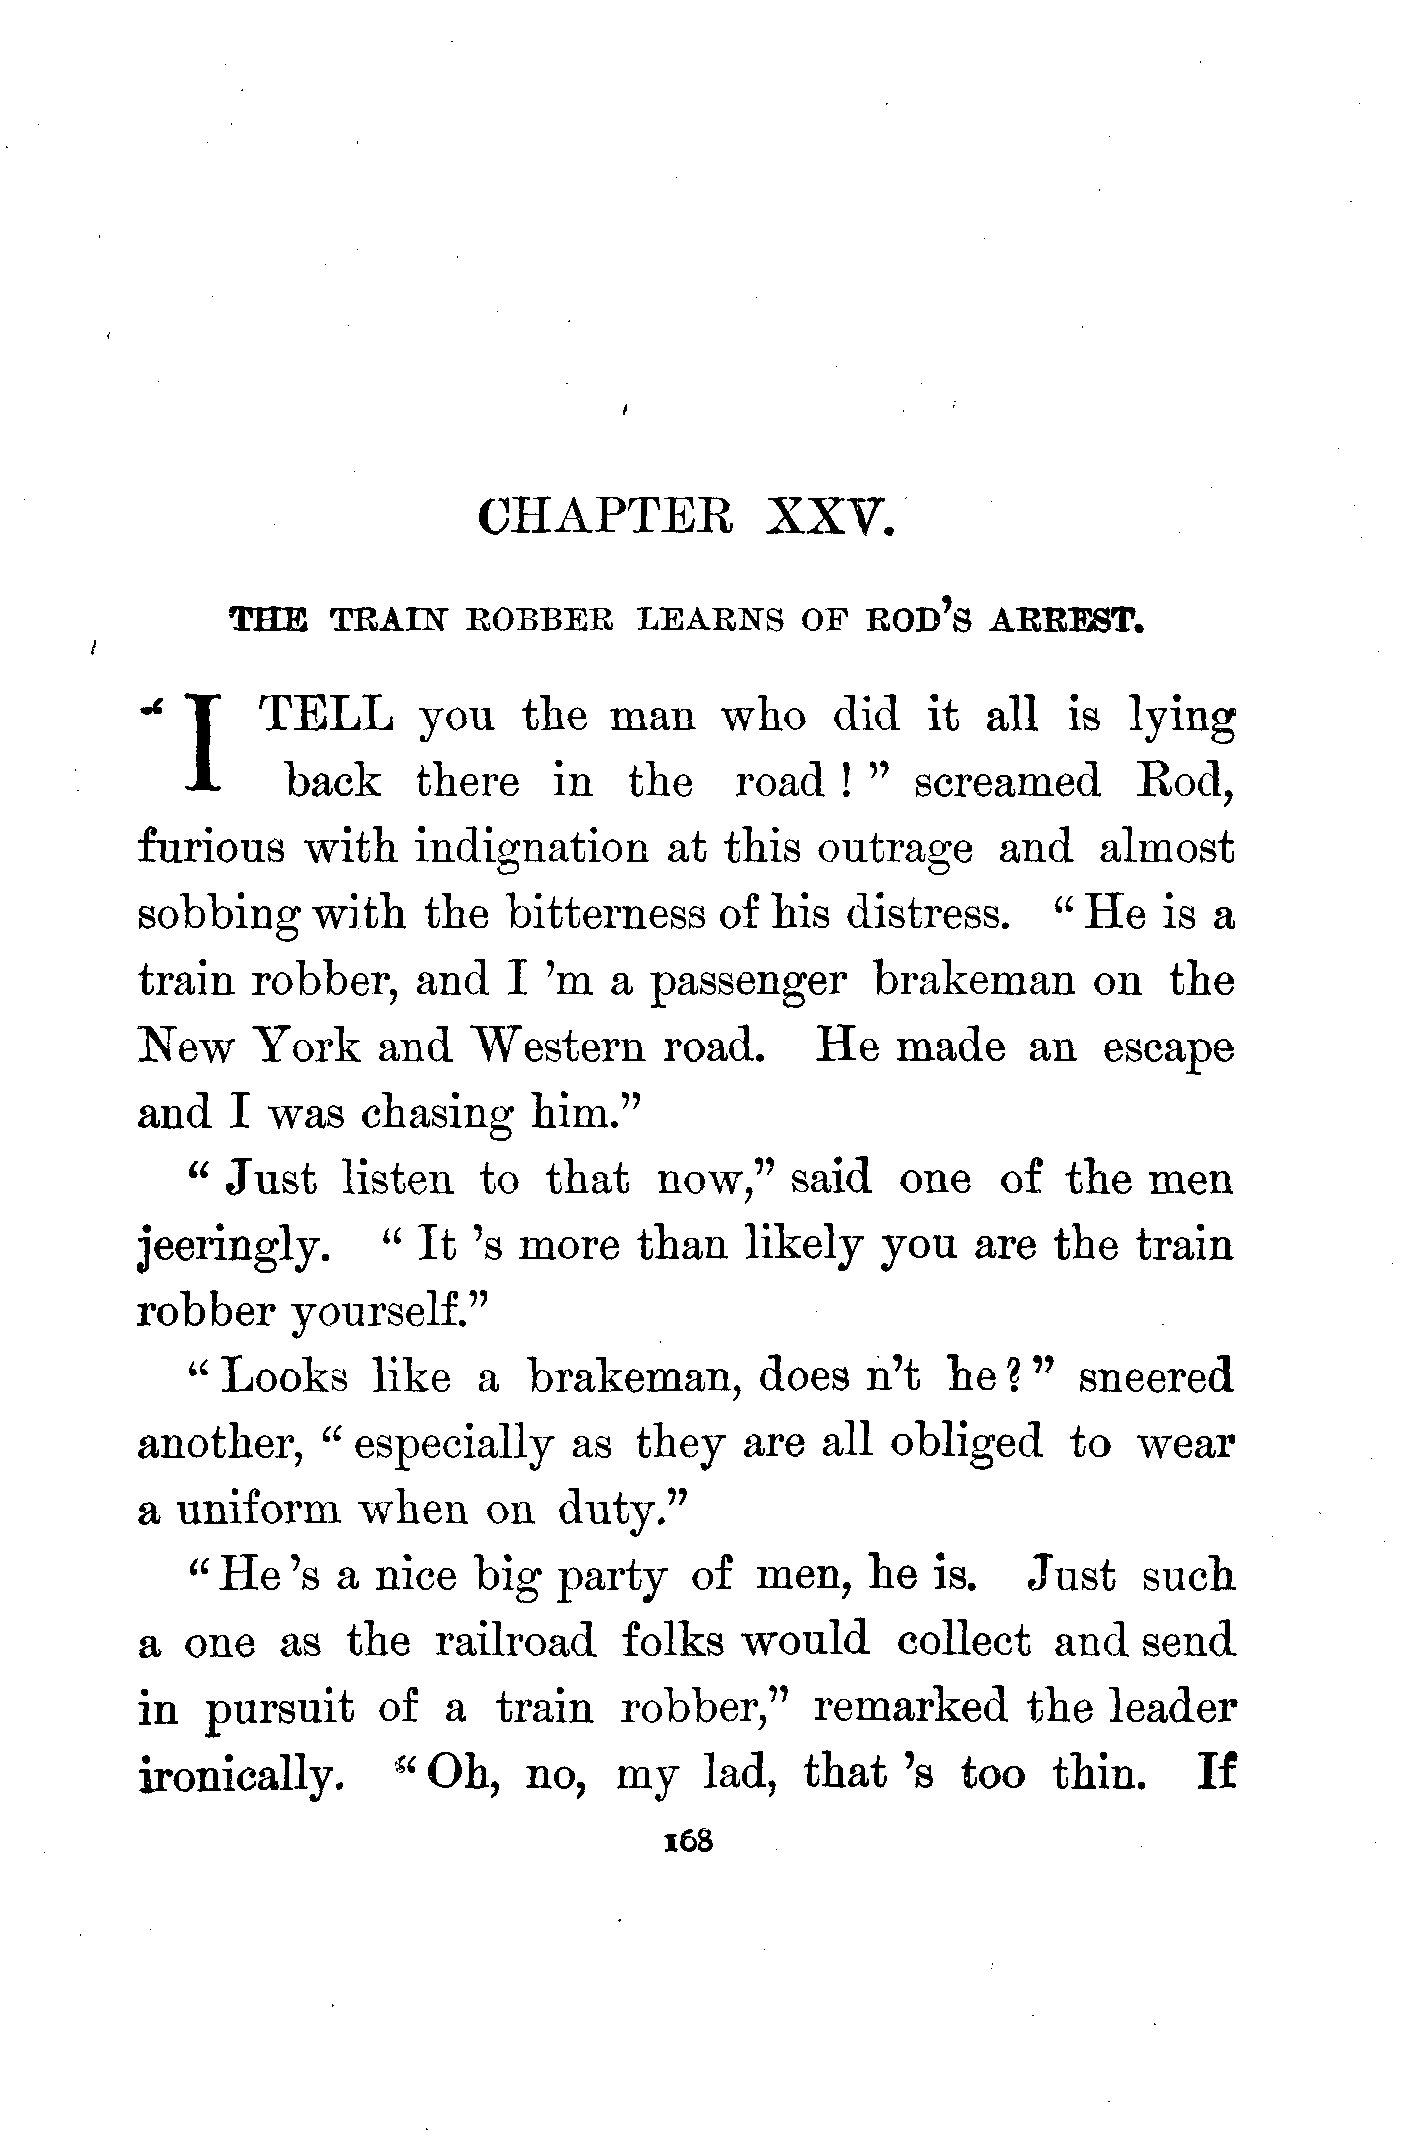 CHAPTER XXV.
THE TRAIN ROBBER LEARNS OF ROD'S ARREST.
“I TELL you the man who did it all is lying
back there in the road ! ” screamed Rod,
furious with indignation at this outrage and almost
sobbing with the bitterness of his distress. “ He is a
train robber, and I ’m a passenger brakeman on the
New York and Western road. He made an escape
and I was chasing him.”
“ Just listen to that now,” said one of the men
jeeringly. “ It ’s more than likely you are the train
robber yourself.”
“ Looks like a brakeman, does n’t he ? ” sneered
another, “ especially as they are all obliged to wear
a uniform when on duty.”
“ He ’s a nice big party of men, he is. Just such
a one as the railroad folks would collect and send
in pursuit of a train robber,” remarked the leader
ironically. “ Oh, no, my lad, that ’s too thin. If
168